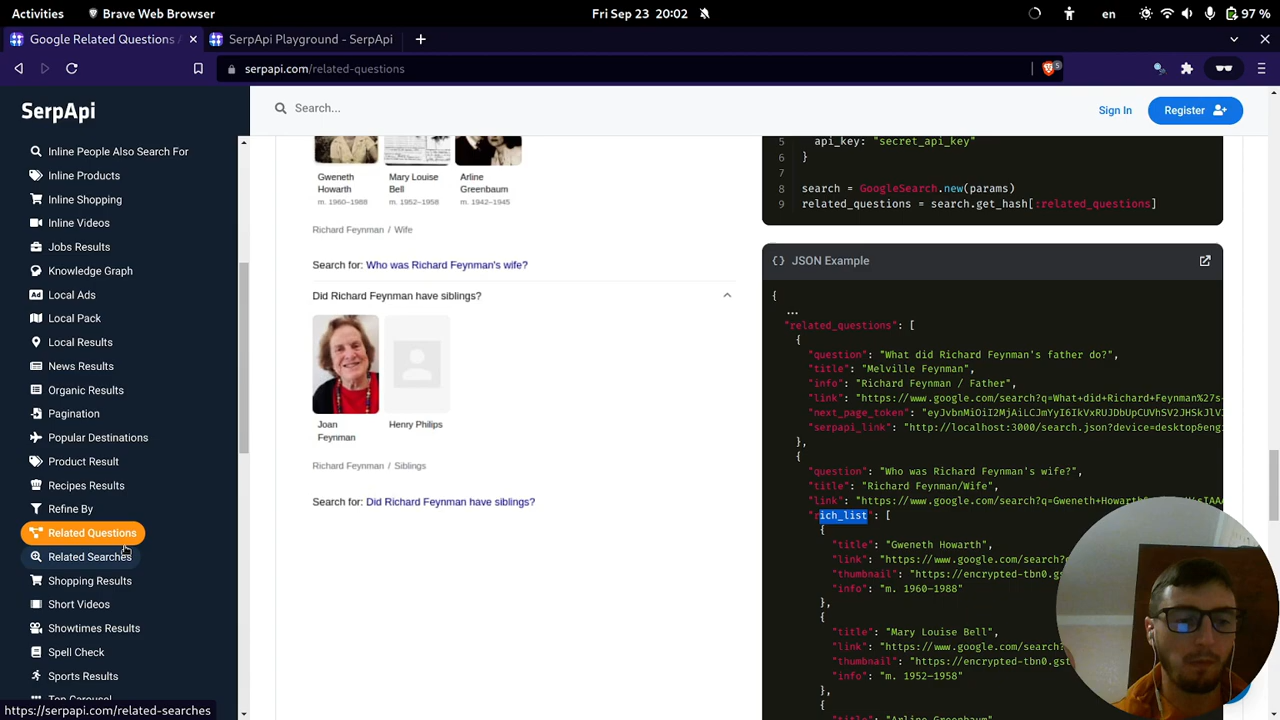 Activities
Brave Web Browser
Fri Sep 23 20:02
en
97 %
Google Related Questions A
SerpApi Playground - SerpApi
serpapi.com/related-questions
5
SerpApi
Search...
Sign In
Register
Inline People Also Search For
Inline Products
Inline Shopping
Inline Videos
Jobs Results
Knowledge Graph
Local Ads
Local Pack
Local Results
News Results
Organic Results
Pagination
Popular Destinations
Product Result
Recipes Results
Refine By
Related Questions
Related Searches
Shopping Results
Short Videos
Showtimes Results
Spell Check
Sports Results
Top Carousel
https://serpapi.com/related-searches
Gweneth Howarth
m. 1960–1988
Mary Louise Bell
m. 1952–1958
Arline Greenbaum
m. 1942–1945
Richard Feynman / Wife
Search for: Who was Richard Feynman's wife?
Did Richard Feynman have siblings?
Joan Feynman
Henry Philips
Richard Feynman / Siblings
Search for: Did Richard Feynman have siblings?
5 api_key: "secret_api_key"
6 }
7
8 search = GoogleSearch.new(params)
9 related_questions = search.get_hash[:related_questions]
{} JSON Example
{
...
"related_questions": [
{
"question": "What did Richard Feynman's father do?",
"title": "Melville Feynman",
"info": "Richard Feynman / Father",
"link": "https://www.google.com/search?q=What+did+Richard+Feynman%27s
"next_page_token":
"serpapi_link": "http://localhost:3000/search.json?device=desktop&eng
},
{
"question": "Who was Richard Feynman's wife?",
"title": "Richard Feynman/Wife",
"link": "https://www.google.com/search?q=Gweneth+Howarth
"rich_list": [
{
"title": "Gweneth Howarth",
"link": "https://www.google.com/search?
"thumbnail": "https://encrypted-tbn0.gst
"info": "m. 1960–1988"
},
{
"title": "Mary Louise Bell",
"link": "https://www.google.com/search?
"thumbnail": "https://encrypted-tbn0.gst
"info": "m. 1952–1958"
},
{
"title": "Arline Greenbaum",